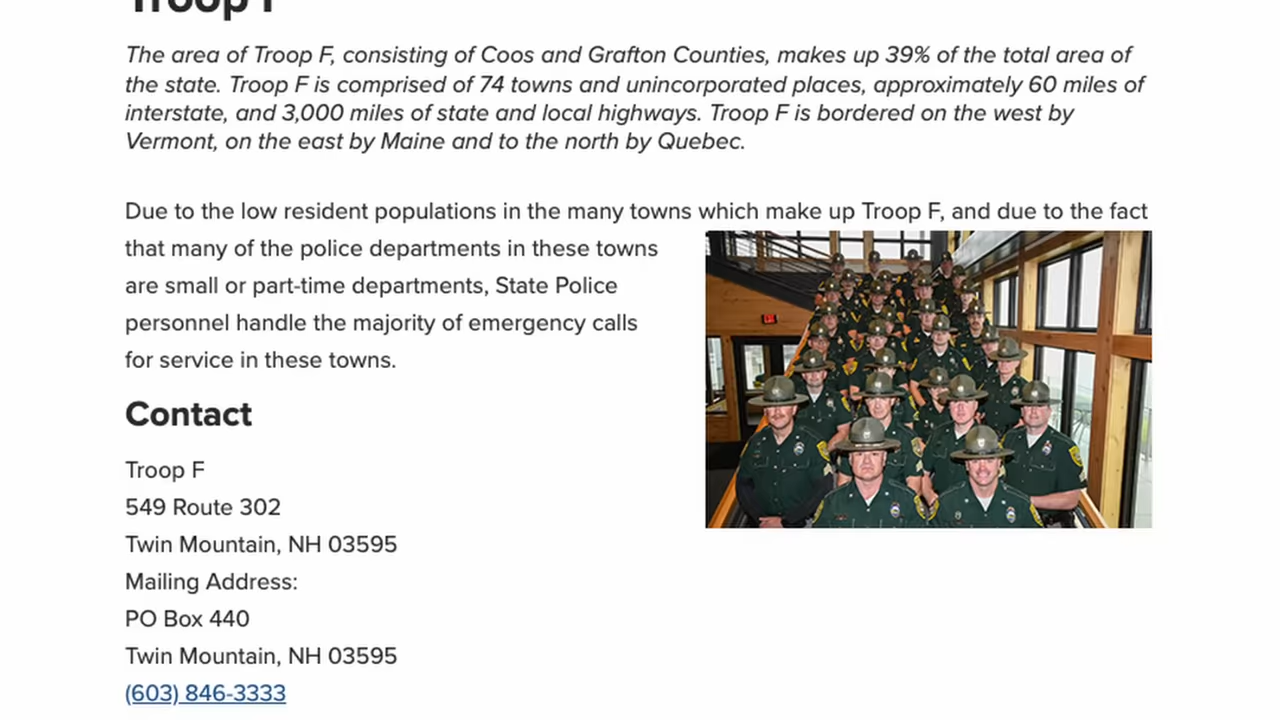 Troop F
The area of Troop F, consisting of Coos and Grafton Counties, makes up 39% of the total area of
the state. Troop F is comprised of 74 towns and unincorporated places, approximately 60 miles of
interstate, and 3,000 miles of state and local highways. Troop F is bordered on the west by
Vermont, on the east by Maine and to the north by Quebec.
Due to the low resident populations in the many towns which make up Troop F, and due to the fact
that many of the police departments in these towns
are small or part-time departments, State Police
personnel handle the majority of emergency calls
for service in these towns.
Contact
Troop F
549 Route 302
Twin Mountain, NH 03595
Mailing Address:
PO Box 440
Twin Mountain, NH 03595
(603) 846-3333